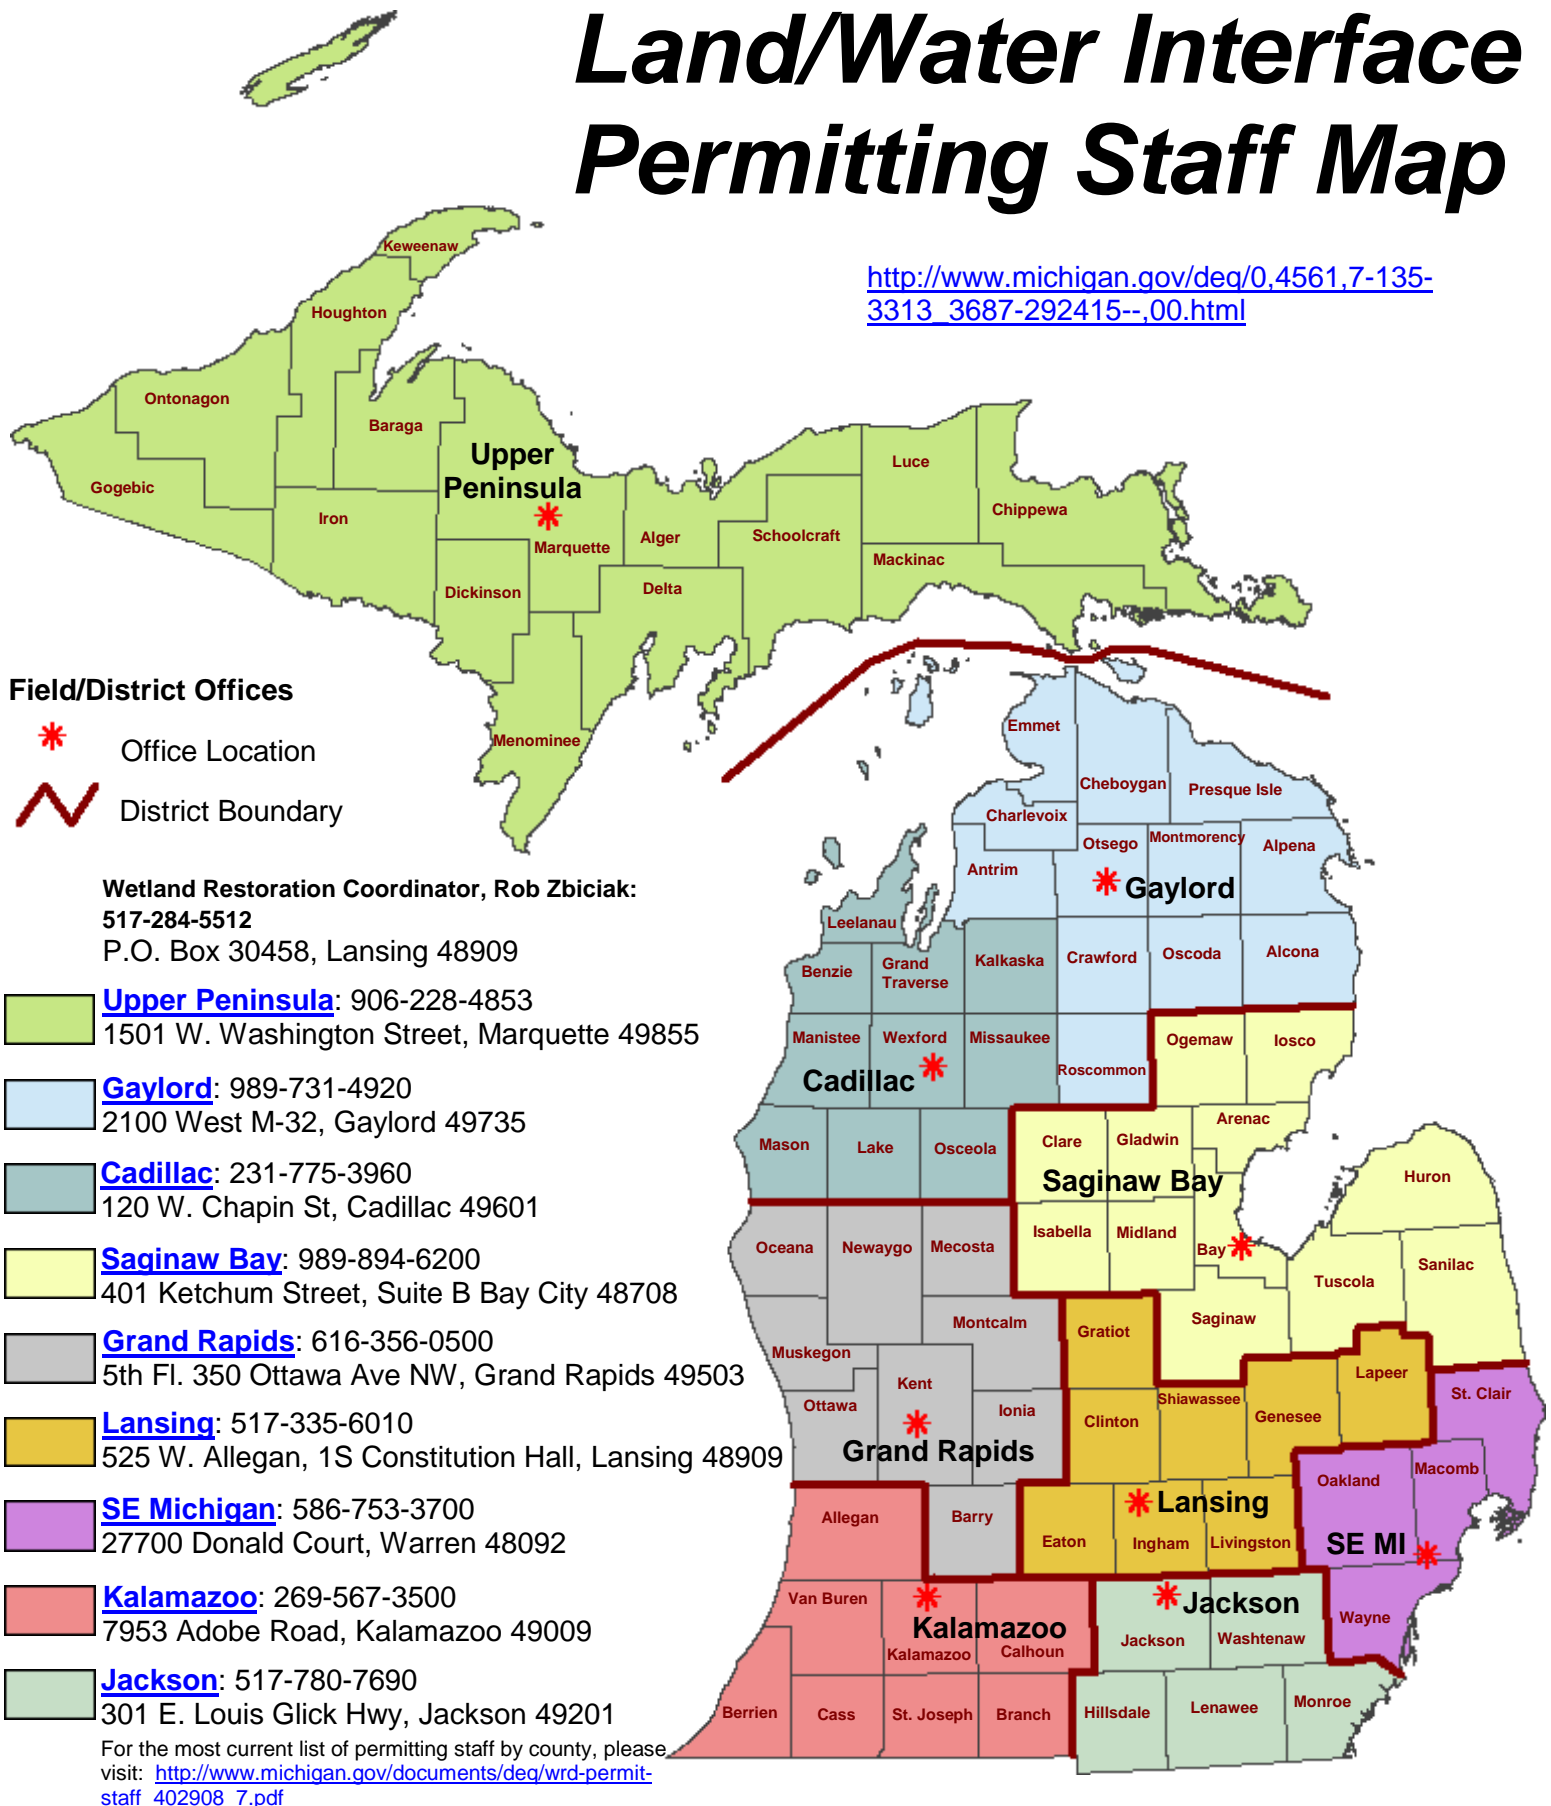 Land/Water Interface
Permitting Staff Map
http://www.michigan.gov/deq/0,4561,7-135-
3313_3687-292415--,00.html
Keweenaw
Houghton
Ontonagon
Baraga
Gogebic
Iron
Upper
Peninsula
Marquette
Dickinson
Alger
Delta
Schoolcraft
Luce
Chippewa
Mackinac
Menominee
Field/District Offices
Office Location
District Boundary
Wetland Restoration Coordinator, Rob Zbiciak:
517-284-5512
P.O. Box 30458, Lansing 48909
Upper Peninsula: 906-228-4853
1501 W. Washington Street, Marquette 49855
Gaylord: 989-731-4920
2100 West M-32, Gaylord 49735
Cadillac: 231-775-3960
120 W. Chapin St, Cadillac 49601
Saginaw Bay: 989-894-6200
401 Ketchum Street, Suite B Bay City 48708
Grand Rapids: 616-356-0500
5th Fl. 350 Ottawa Ave NW, Grand Rapids 49503
Lansing: 517-335-6010
525 W. Allegan, 1S Constitution Hall, Lansing 48909
SE Michigan: 586-753-3700
27700 Donald Court, Warren 48092
Kalamazoo: 269-567-3500
7953 Adobe Road, Kalamazoo 49009
Jackson: 517-780-7690
301 E. Louis Glick Hwy, Jackson 49201
For the most current list of permitting staff by county, please
visit: http://www.michigan.gov/documents/deq/wrd-permit-
staff_402908_7.pdf
Emmet
Cheboygan
Presque Isle
Charlevoix
Otsego
Montmorency
Alpena
Antrim
Gaylord
Leelanau
Benzie
Grand
Traverse
Kalkaska
Crawford
Oscoda
Alcona
Manistee
Wexford
Missaukee
Roscommon
Ogemaw
Iosco
Cadillac
Mason
Lake
Osceola
Clare
Gladwin
Arenac
Saginaw Bay
Huron
Oceana
Newaygo
Mecosta
Isabella
Midland
Bay
Tuscola
Sanilac
Montcalm
Gratiot
Saginaw
Muskegon
Kent
Lapeer
Ottawa
Ionia
Clinton
Shiawassee
Genesee
St. Clair
Grand Rapids
Oakland
Macomb
Allegan
Barry
Lansing
Eaton
Ingham
Livingston
SE MI
Van Buren
Kalamazoo
Kalamazoo
Calhoun
Jackson
Jackson
Washtenaw
Wayne
Berrien
Cass
St. Joseph
Branch
Hillsdale
Lenawee
Monroe